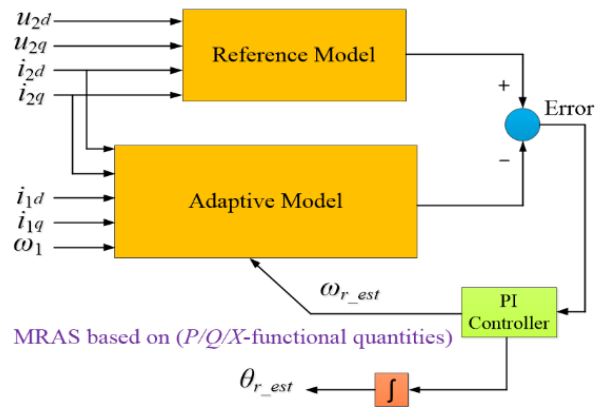 u2d
u2q
i2d
i2q
Reference Model
+
Error
−
i1d
i1q
ω1
Adaptive Model
ωr_est
PI
Controller
MRAS based on (P/Q/X-functional quantities)
θr_est
∫